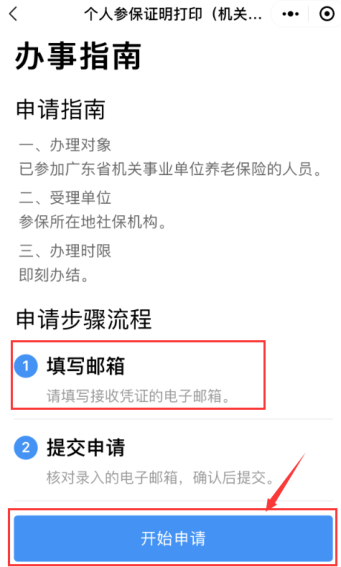 个人参保证明打印（机关...
办事指南
申请指南
一、办理对象
已参加广东省机关事业单位养老保险的人员。
二、受理单位
参保所在地社保机构。
三、办理时限
即刻办结。
申请步骤流程
1 填写邮箱
请填写接收凭证的电子邮箱。
2 提交申请
核对录入的电子邮箱，确认后提交。
开始申请